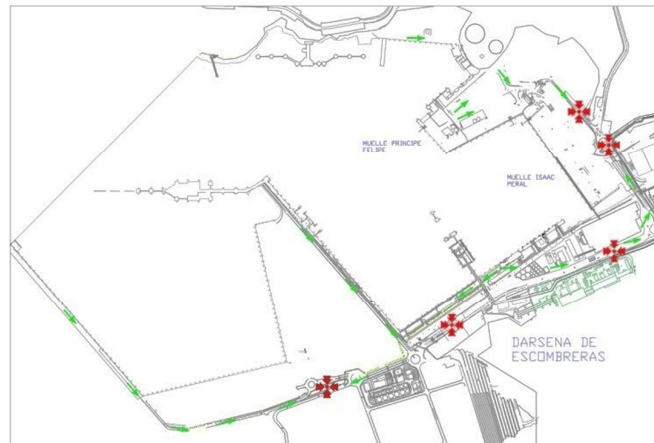 MUELLE PRINCIPE
FELIPE
MUELLE ISAAC
PERAL
DARSENA DE
ESCOMBRERAS